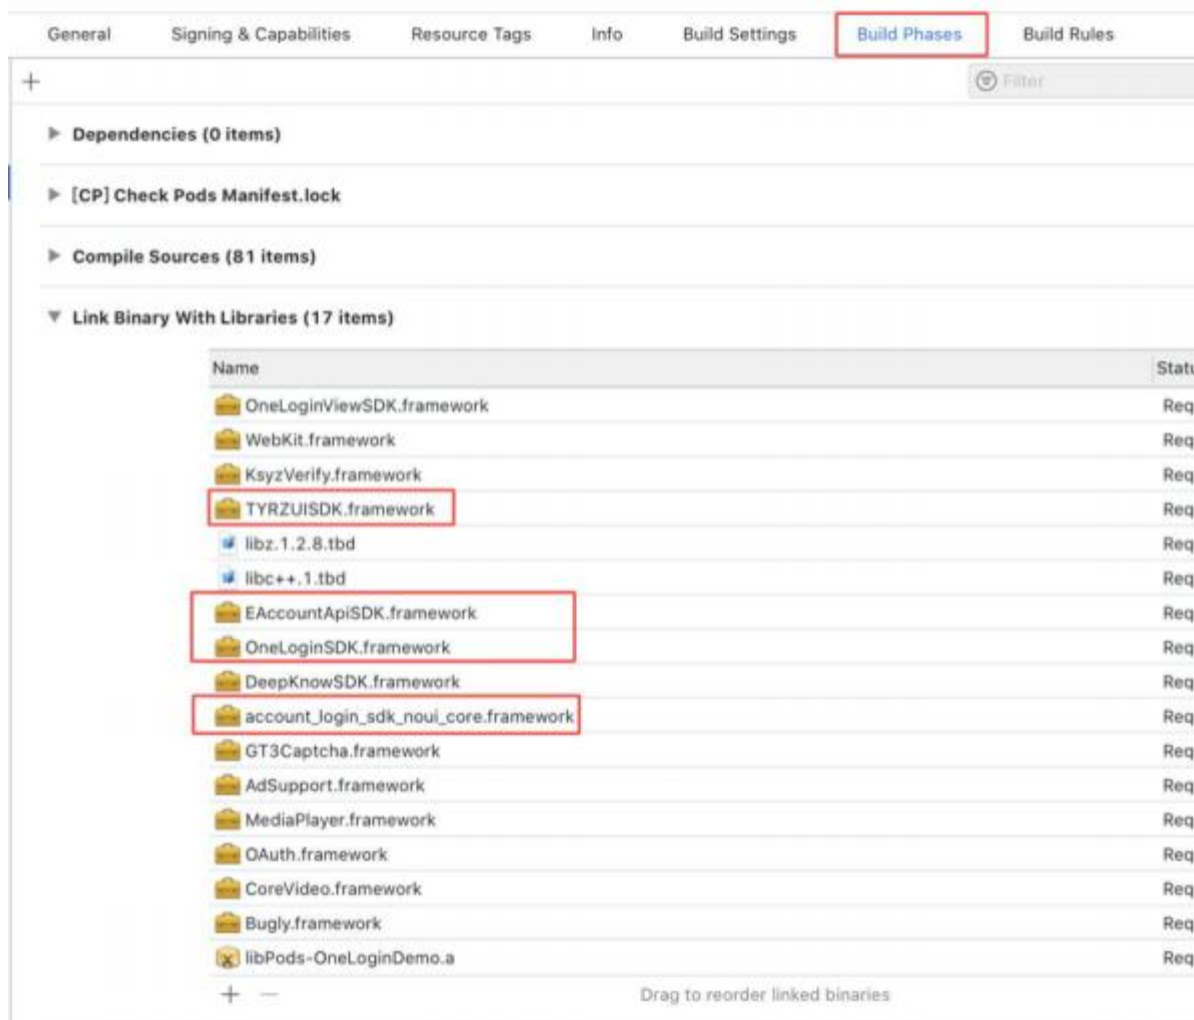 General Signing & Capabilities Resource Tags Info Build Settings Build Phases Build Rules
+ Filter
Dependencies (0 items)
[CP] Check Pods Manifest.lock
Compile Sources (81 items)
Link Binary With Libraries (17 items)
Name Statu
OneLoginViewSDK.framework Req
WebKit.framework Req
KsyzVerify.framework Req
TYRZUISDK.framework Req
libz.1.2.8.tbd Req
libc++.1.tbd Req
EAccountApiSDK.framework Req
OneLoginSDK.framework Req
DeepKnowSDK.framework Req
account_login_sdk_noui_core.framework Req
GT3Captcha.framework Req
AdSupport.framework Req
MediaPlayer.framework Req
OAuth.framework Req
CoreVideo.framework Req
Bugly.framework Req
libPods-OneLoginDemo.a Req
+ − Drag to reorder linked binaries